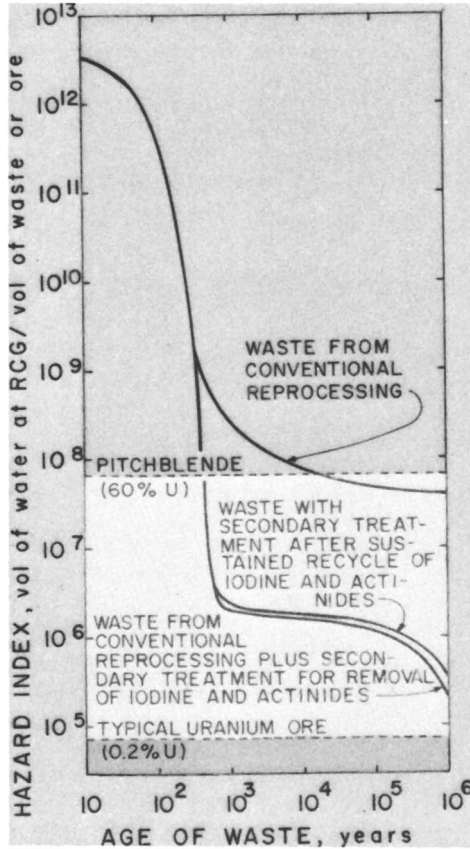 HAZARD INDEX, vol of water at RCG/ vol of waste or ore
10¹³
10¹²
10¹¹
10¹⁰
10⁹
10⁸
10⁷
10⁶
10⁵
WASTE FROM
CONVENTIONAL
REPROCESSING
PITCHBLENDE
(60% U)
WASTE WITH
SECONDARY TREAT-
MENT AFTER SUS-
TAINED RECYCLE OF
IODINE AND ACTI-
NIDES
WASTE FROM
CONVENTIONAL
REPROCESSING PLUS SECON-
DARY TREATMENT FOR REMOVAL
OF IODINE AND ACTINIDES
TYPICAL URANIUM ORE
(0.2% U)
10 10² 10³ 10⁴ 10⁵ 10⁶
AGE OF WASTE, years